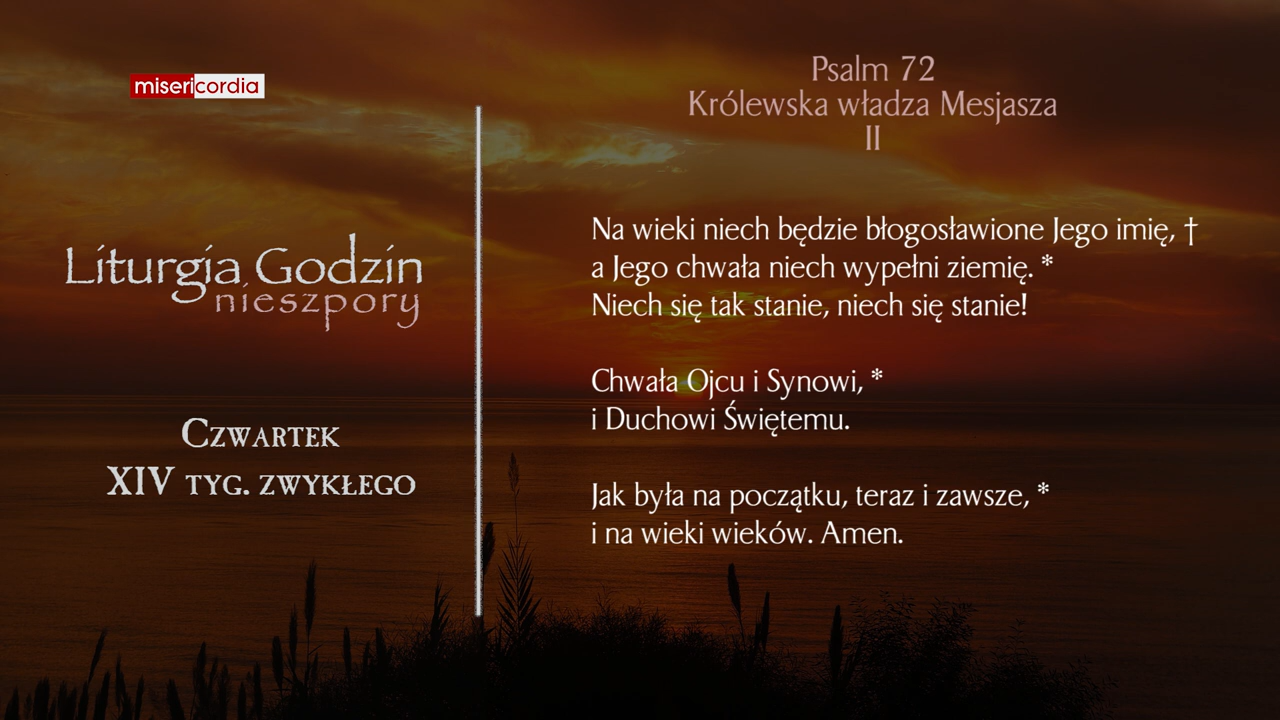 misericordia
Liturgia Godzin
nieszpory
Czwartek
XIV tyg. zwykłego
Psalm 72
Królewska władza Mesjasza
II
Na wieki niech będzie błogosławione Jego imię, †
a Jego chwała niech wypełni ziemię. *
Niech się tak stanie, niech się stanie!
Chwała Ojcu i Synowi, *
i Duchowi Świętemu.
Jak była na początku, teraz i zawsze, *
i na wieki wieków. Amen.